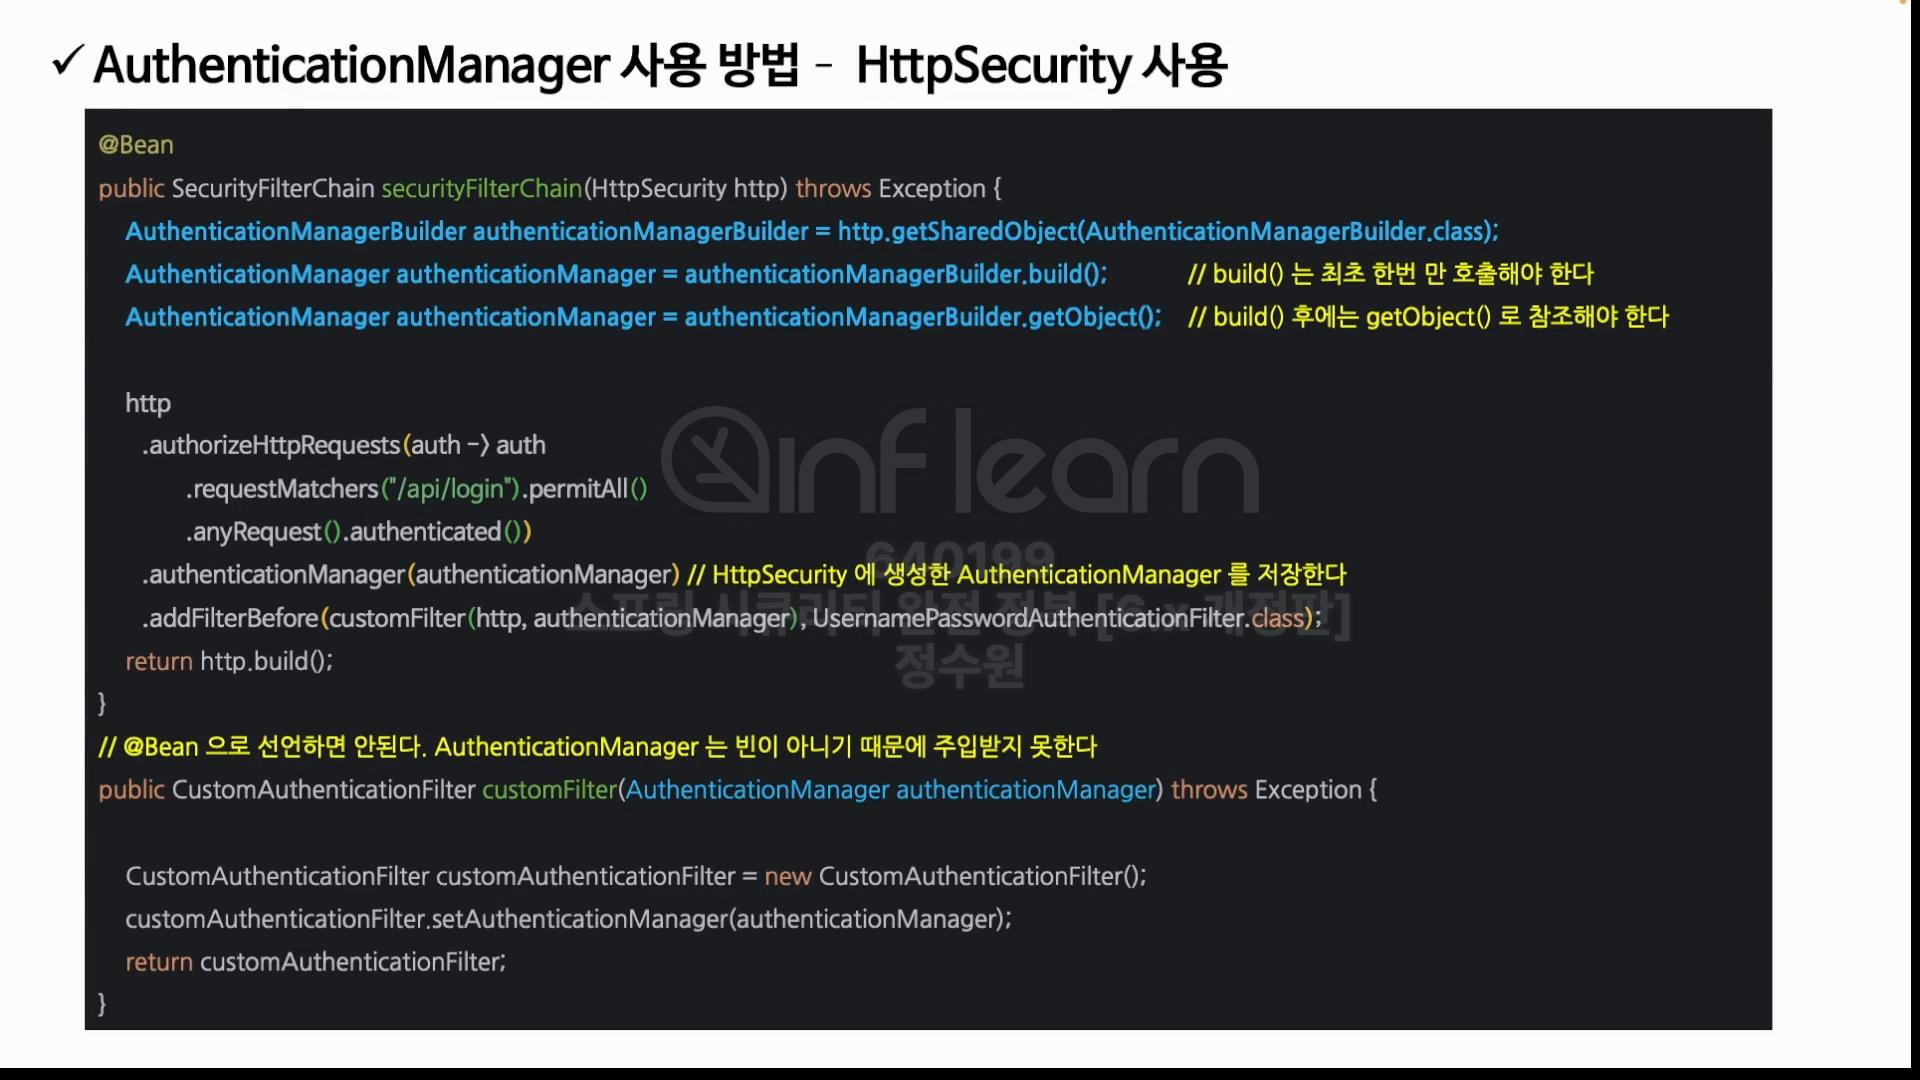 ✓ AuthenticationManager 사용 방법 - HttpSecurity 사용
@Bean
public SecurityFilterChain securityFilterChain(HttpSecurity http) throws Exception {
AuthenticationManagerBuilder authenticationManagerBuilder = http.getSharedObject(AuthenticationManagerBuilder.class);
AuthenticationManager authenticationManager = authenticationManagerBuilder.build(); // build() 는 최초 한번 만 호출해야 한다
AuthenticationManager authenticationManager = authenticationManagerBuilder.getObject(); // build() 후에는 getObject() 로 참조해야 한다
http
.authorizeHttpRequests(auth -> auth
.requestMatchers("/api/login").permitAll()
.anyRequest().authenticated())
.authenticationManager(authenticationManager) // HttpSecurity 에 생성한 AuthenticationManager 를 저장한다
.addFilterBefore(customFilter(http, authenticationManager), UsernamePasswordAuthenticationFilter.class);
return http.build();
}
// @Bean 으로 선언하면 안된다. AuthenticationManager 는 빈이 아니기 때문에 주입받지 못한다
public CustomAuthenticationFilter customFilter(AuthenticationManager authenticationManager) throws Exception {
CustomAuthenticationFilter customAuthenticationFilter = new CustomAuthenticationFilter();
customAuthenticationFilter.setAuthenticationManager(authenticationManager);
return customAuthenticationFilter;
}
inflearn
640199
스프링 시큐리티 완전 정복 [6.x 개정판]
정수원